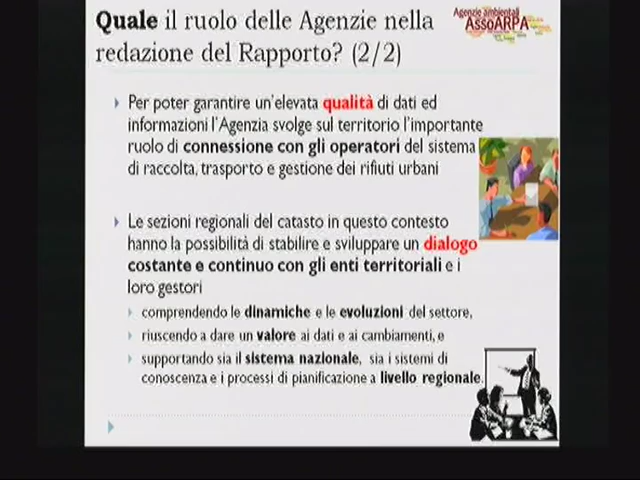 Quale il ruolo delle Agenzie nella
redazione del Rapporto? (2/2)
Agenzie ambientali
AssoARPA
Per poter garantire un'elevata qualità di dati ed
informazioni l'Agenzia svolge sul territorio l'importante
ruolo di connessione con gli operatori del sistema
di raccolta, trasporto e gestione dei rifiuti urbani
Le sezioni regionali del catasto in questo contesto
hanno la possibilità di stabilire e sviluppare un dialogo
costante e continuo con gli enti territoriali e i
loro gestori
comprendendo le dinamiche e le evoluzioni del settore,
riuscendo a dare un valore ai dati e ai cambiamenti, e
supportando sia il sistema nazionale, sia i sistemi di
conoscenza e i processi di pianificazione a livello regionale.